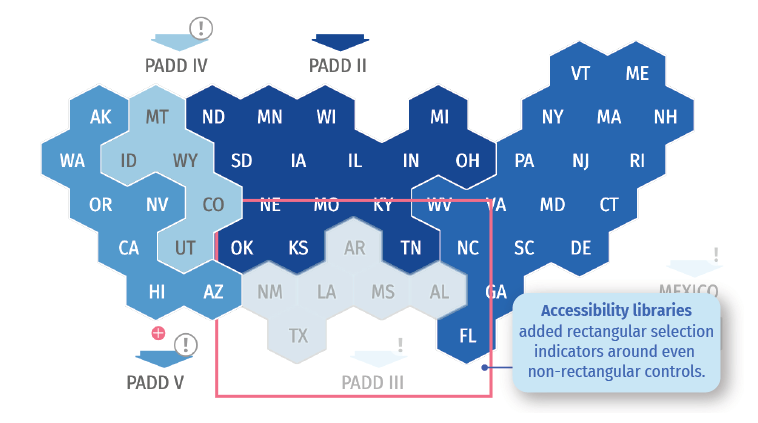 !
PADD IV
PADD II
VT ME
AK MT ND MN WI MI NY MA NH
WA ID WY SD IA IL IN OH PA NJ RI
OR NV CO NE MO KY WV VA MD CT
CA UT OK KS AR TN NC SC DE
!
HI AZ NM LA MS AL GA
MEXICO
TX FL
! !
PADD V
PADD III
Accessibility libraries
added rectangular selection
indicators around even
non-rectangular controls.